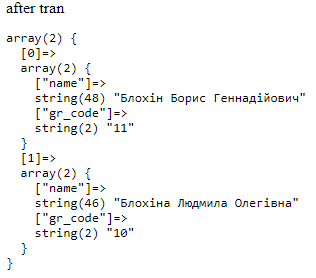 after tran
array(2) {
  [0]=>
  array(2) {
    ["name"]=>
    string(48) "Блохін Борис Геннадійович"
    ["gr_code"]=>
    string(2) "11"
  }
  [1]=>
  array(2) {
    ["name"]=>
    string(46) "Блохіна Людмила Олегівна"
    ["gr_code"]=>
    string(2) "10"
  }
}